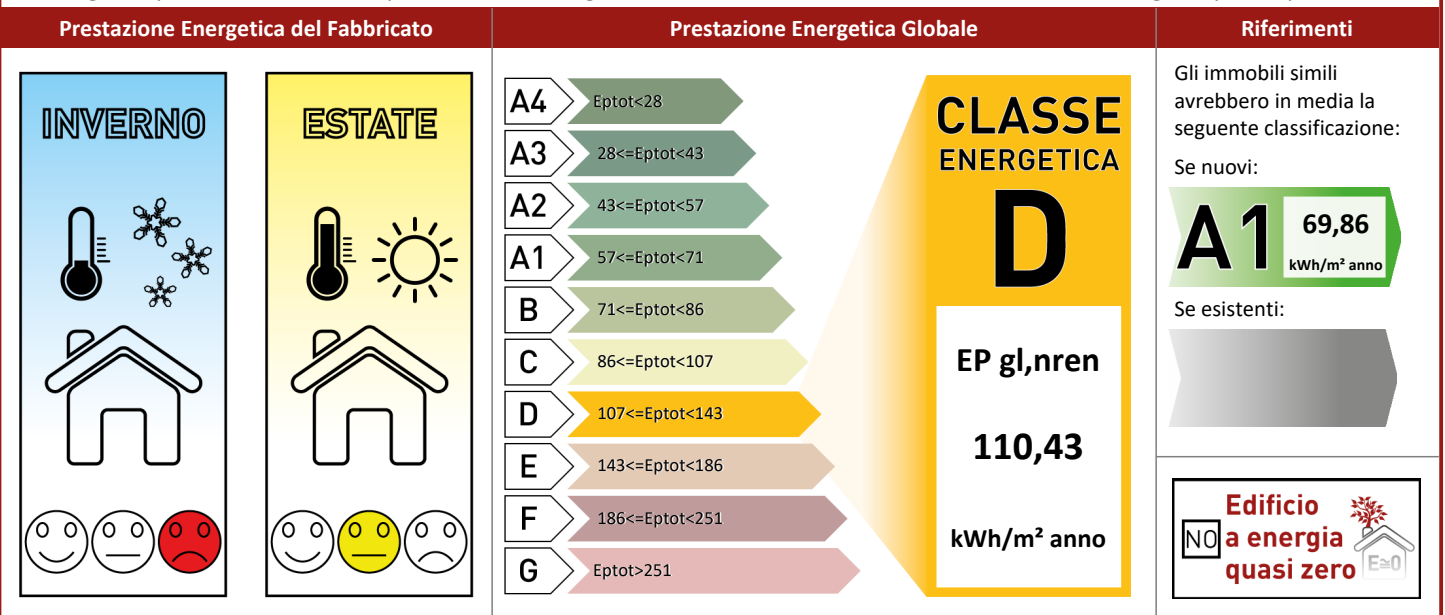 Prestazione Energetica del Fabbricato
Prestazione Energetica Globale
Riferimenti
INVERNO
ESTATE
A4
Eptot<28
A3
28<=Eptot<43
A2
43<=Eptot<57
A1
57<=Eptot<71
B
71<=Eptot<86
C
86<=Eptot<107
D
107<=Eptot<143
E
143<=Eptot<186
F
186<=Eptot<251
G
Eptot>251
CLASSE
ENERGETICA
D
EP gl,nren
110,43
kWh/m² anno
Gli immobili simili
avrebbero in media la
seguente classificazione:
Se nuovi:
A1
69,86
kWh/m² anno
Se esistenti:
Edificio
NO a energia
quasi zero
E≅0